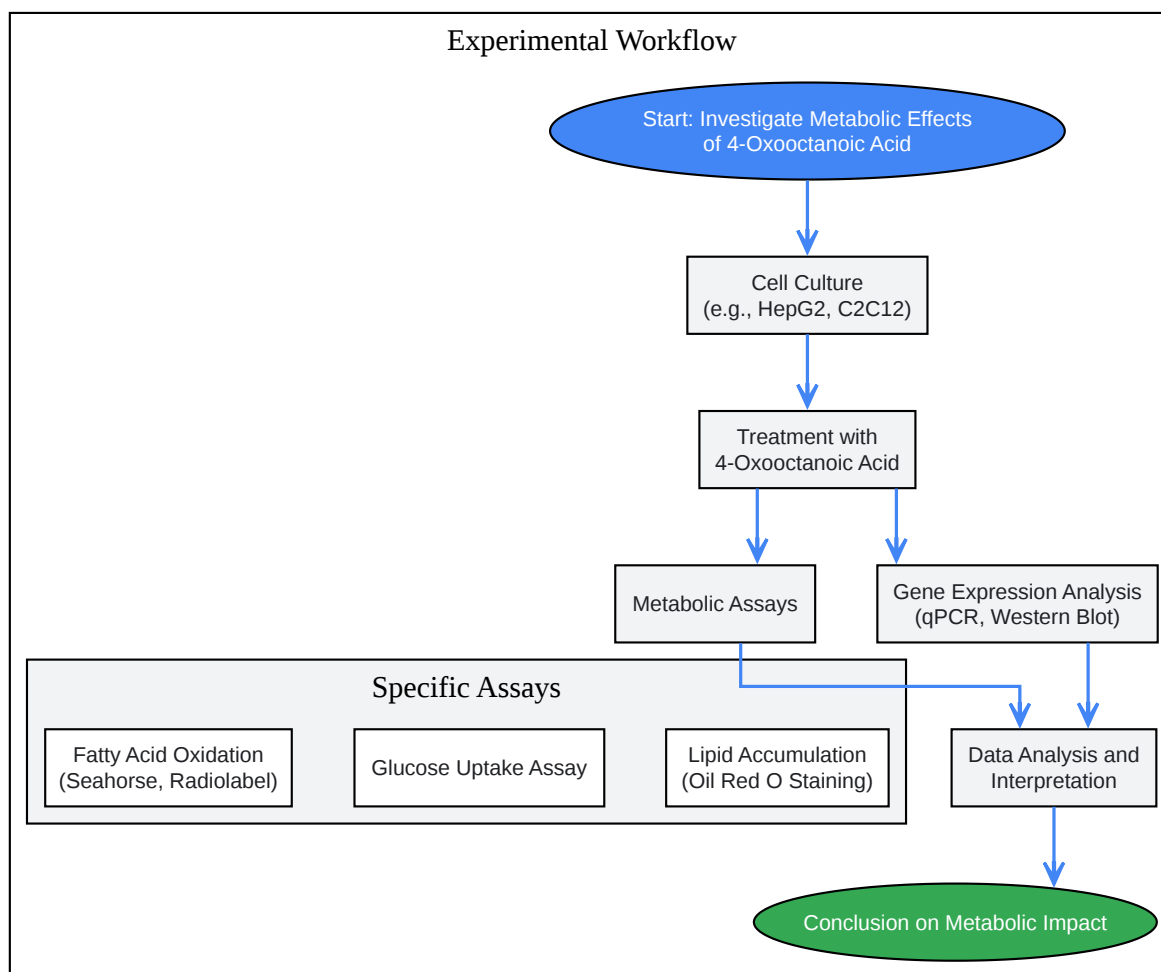 Experimental Workflow
Start: Investigate Metabolic Effects
of 4-Oxooctanoic Acid
Cell Culture
(e.g., HepG2, C2C12)
Treatment with
4-Oxooctanoic Acid
Metabolic Assays
Gene Expression Analysis
(qPCR, Western Blot)
Specific Assays
Fatty Acid Oxidation
(Seahorse, Radiolabel)
Glucose Uptake Assay
Lipid Accumulation
(Oil Red O Staining)
Data Analysis and
Interpretation
Conclusion on Metabolic Impact